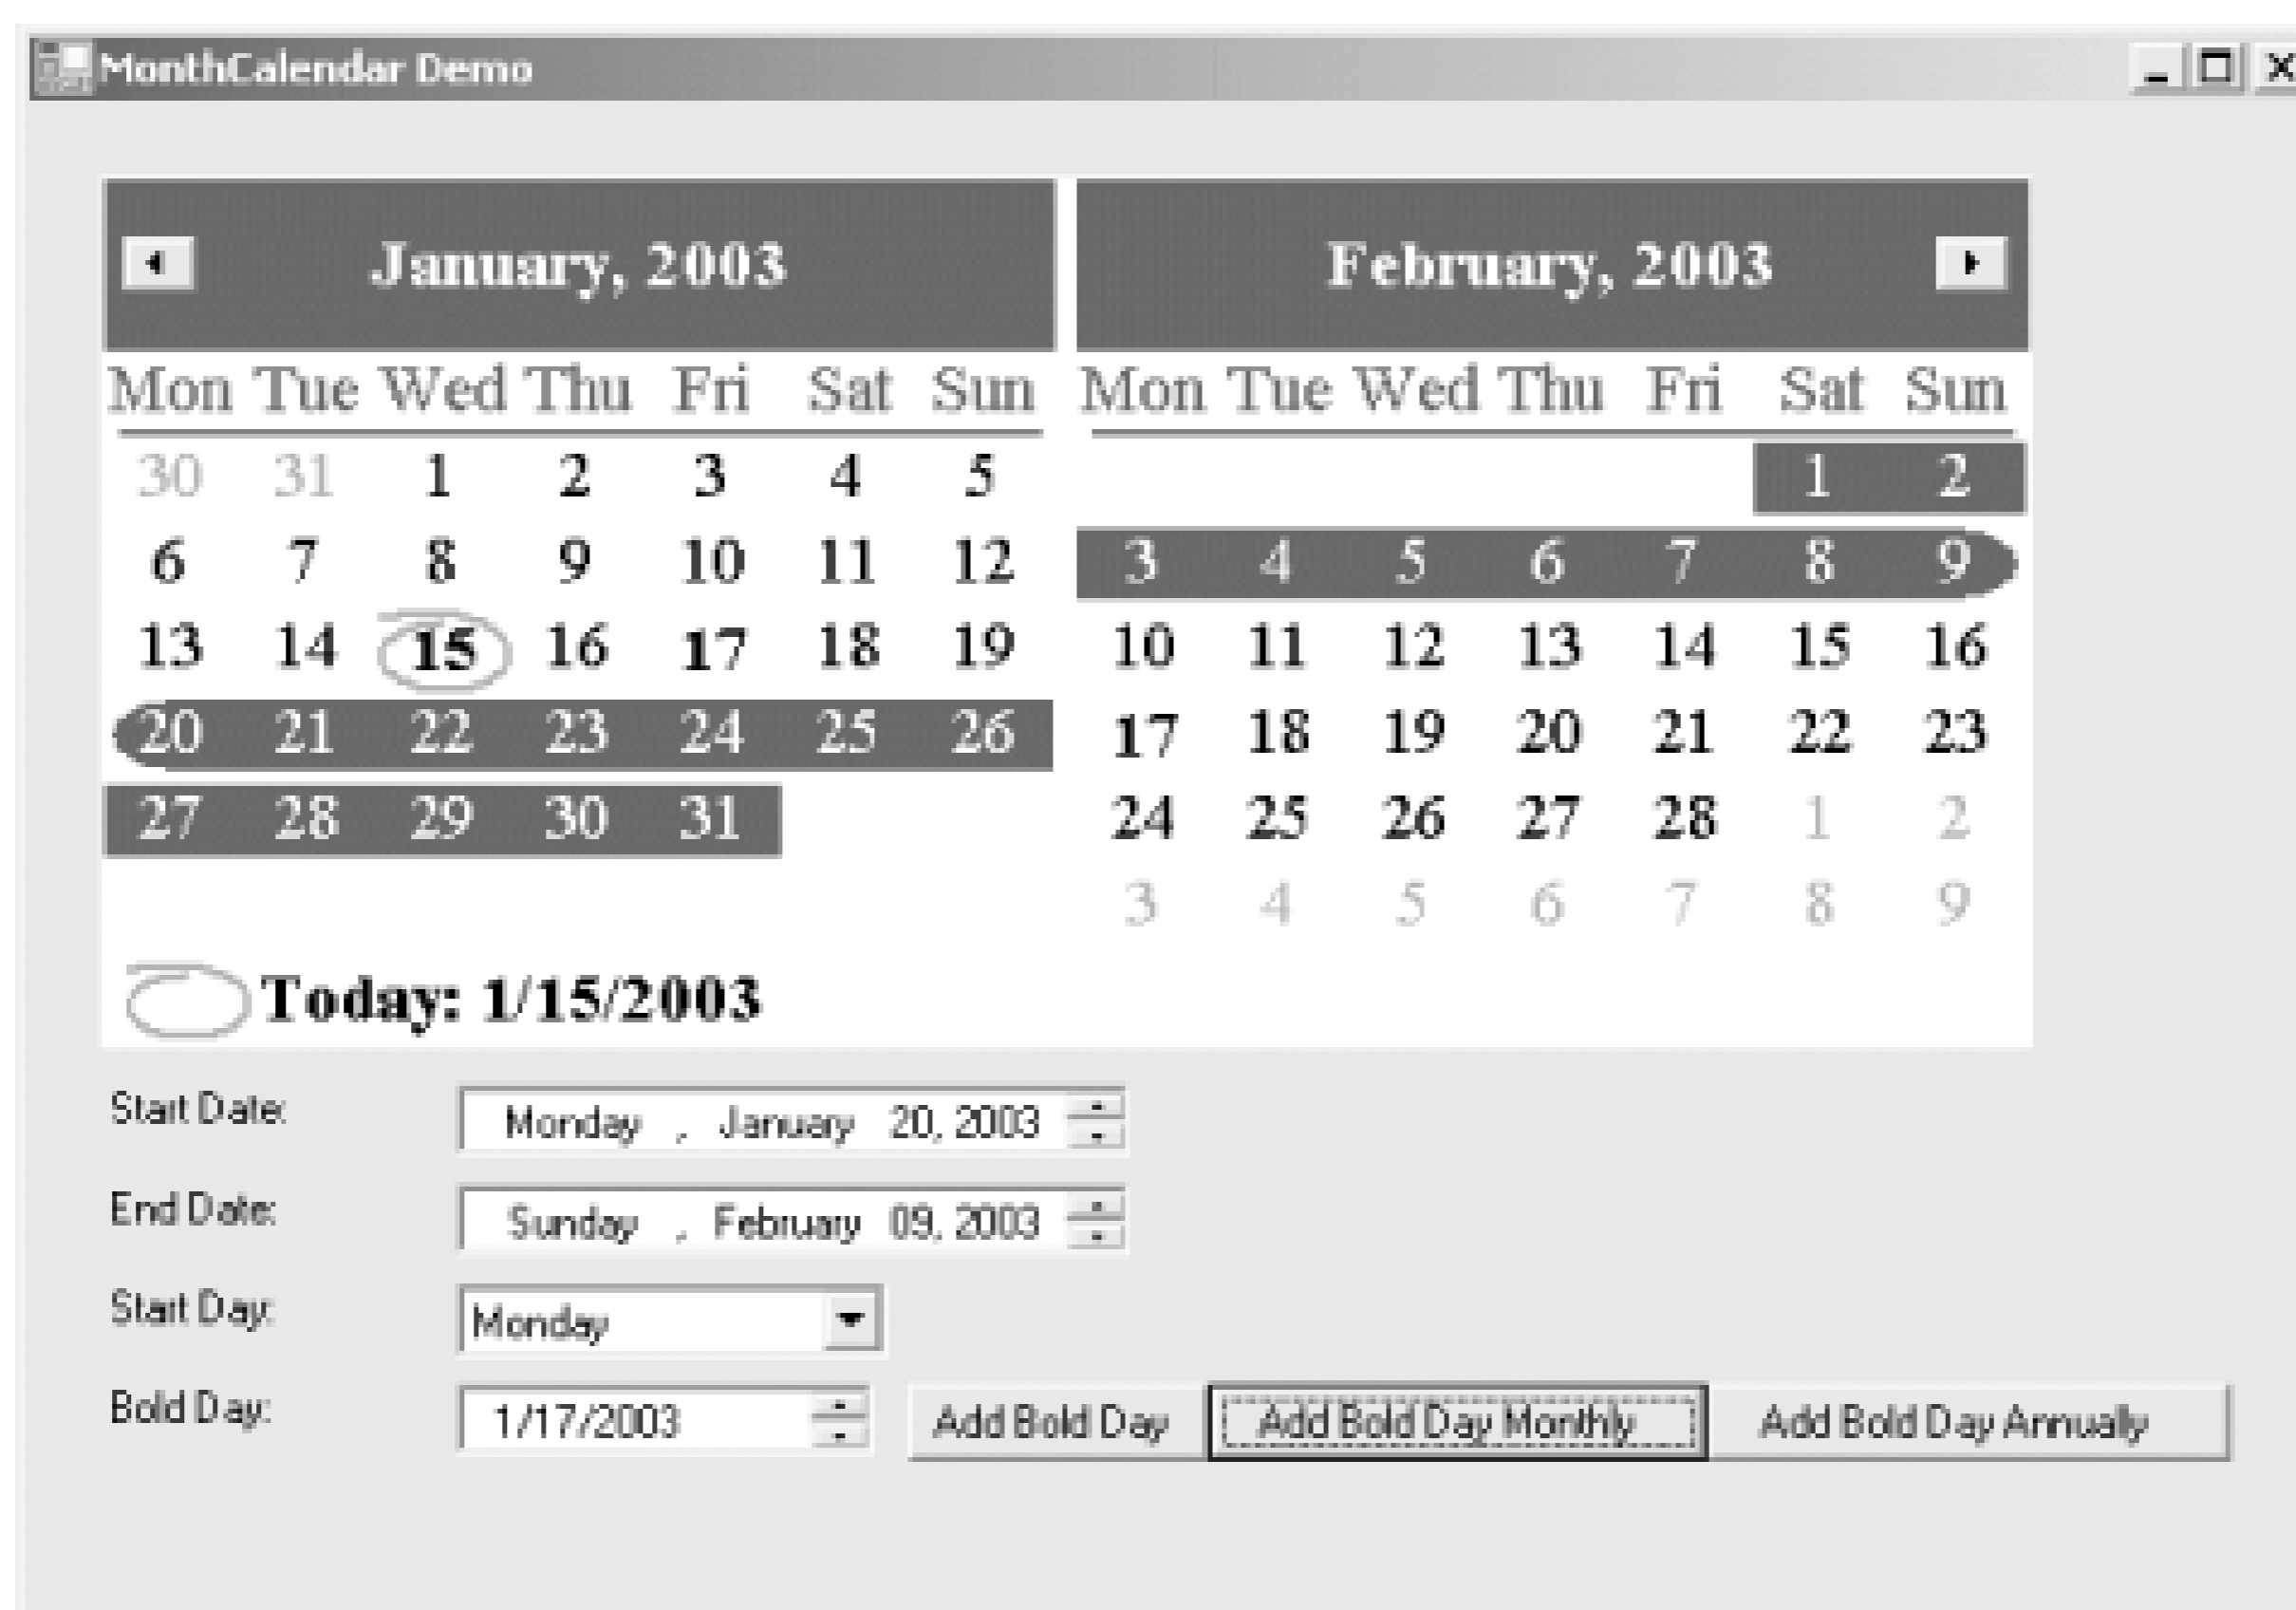 MonthCalendar Demo
January, 2003 February, 2003
Mon Tue Wed Thu Fri Sat Sun Mon Tue Wed Thu Fri Sat Sun
30 31 1 2 3 4 5 1 2
6 7 8 9 10 11 12 3 4 5 6 7 8 9
13 14 15 16 17 18 19 10 11 12 13 14 15 16
20 21 22 23 24 25 26 17 18 19 20 21 22 23
27 28 29 30 31 24 25 26 27 28 1 2
3 4 5 6 7 8 9
Today: 1/15/2003
Start Date: Monday , January 20, 2003
End Date: Sunday , February 09, 2003
Start Day: Monday
Bold Day: 1/17/2003 Add Bold Day Add Bold Day Monthly Add Bold Day Annually